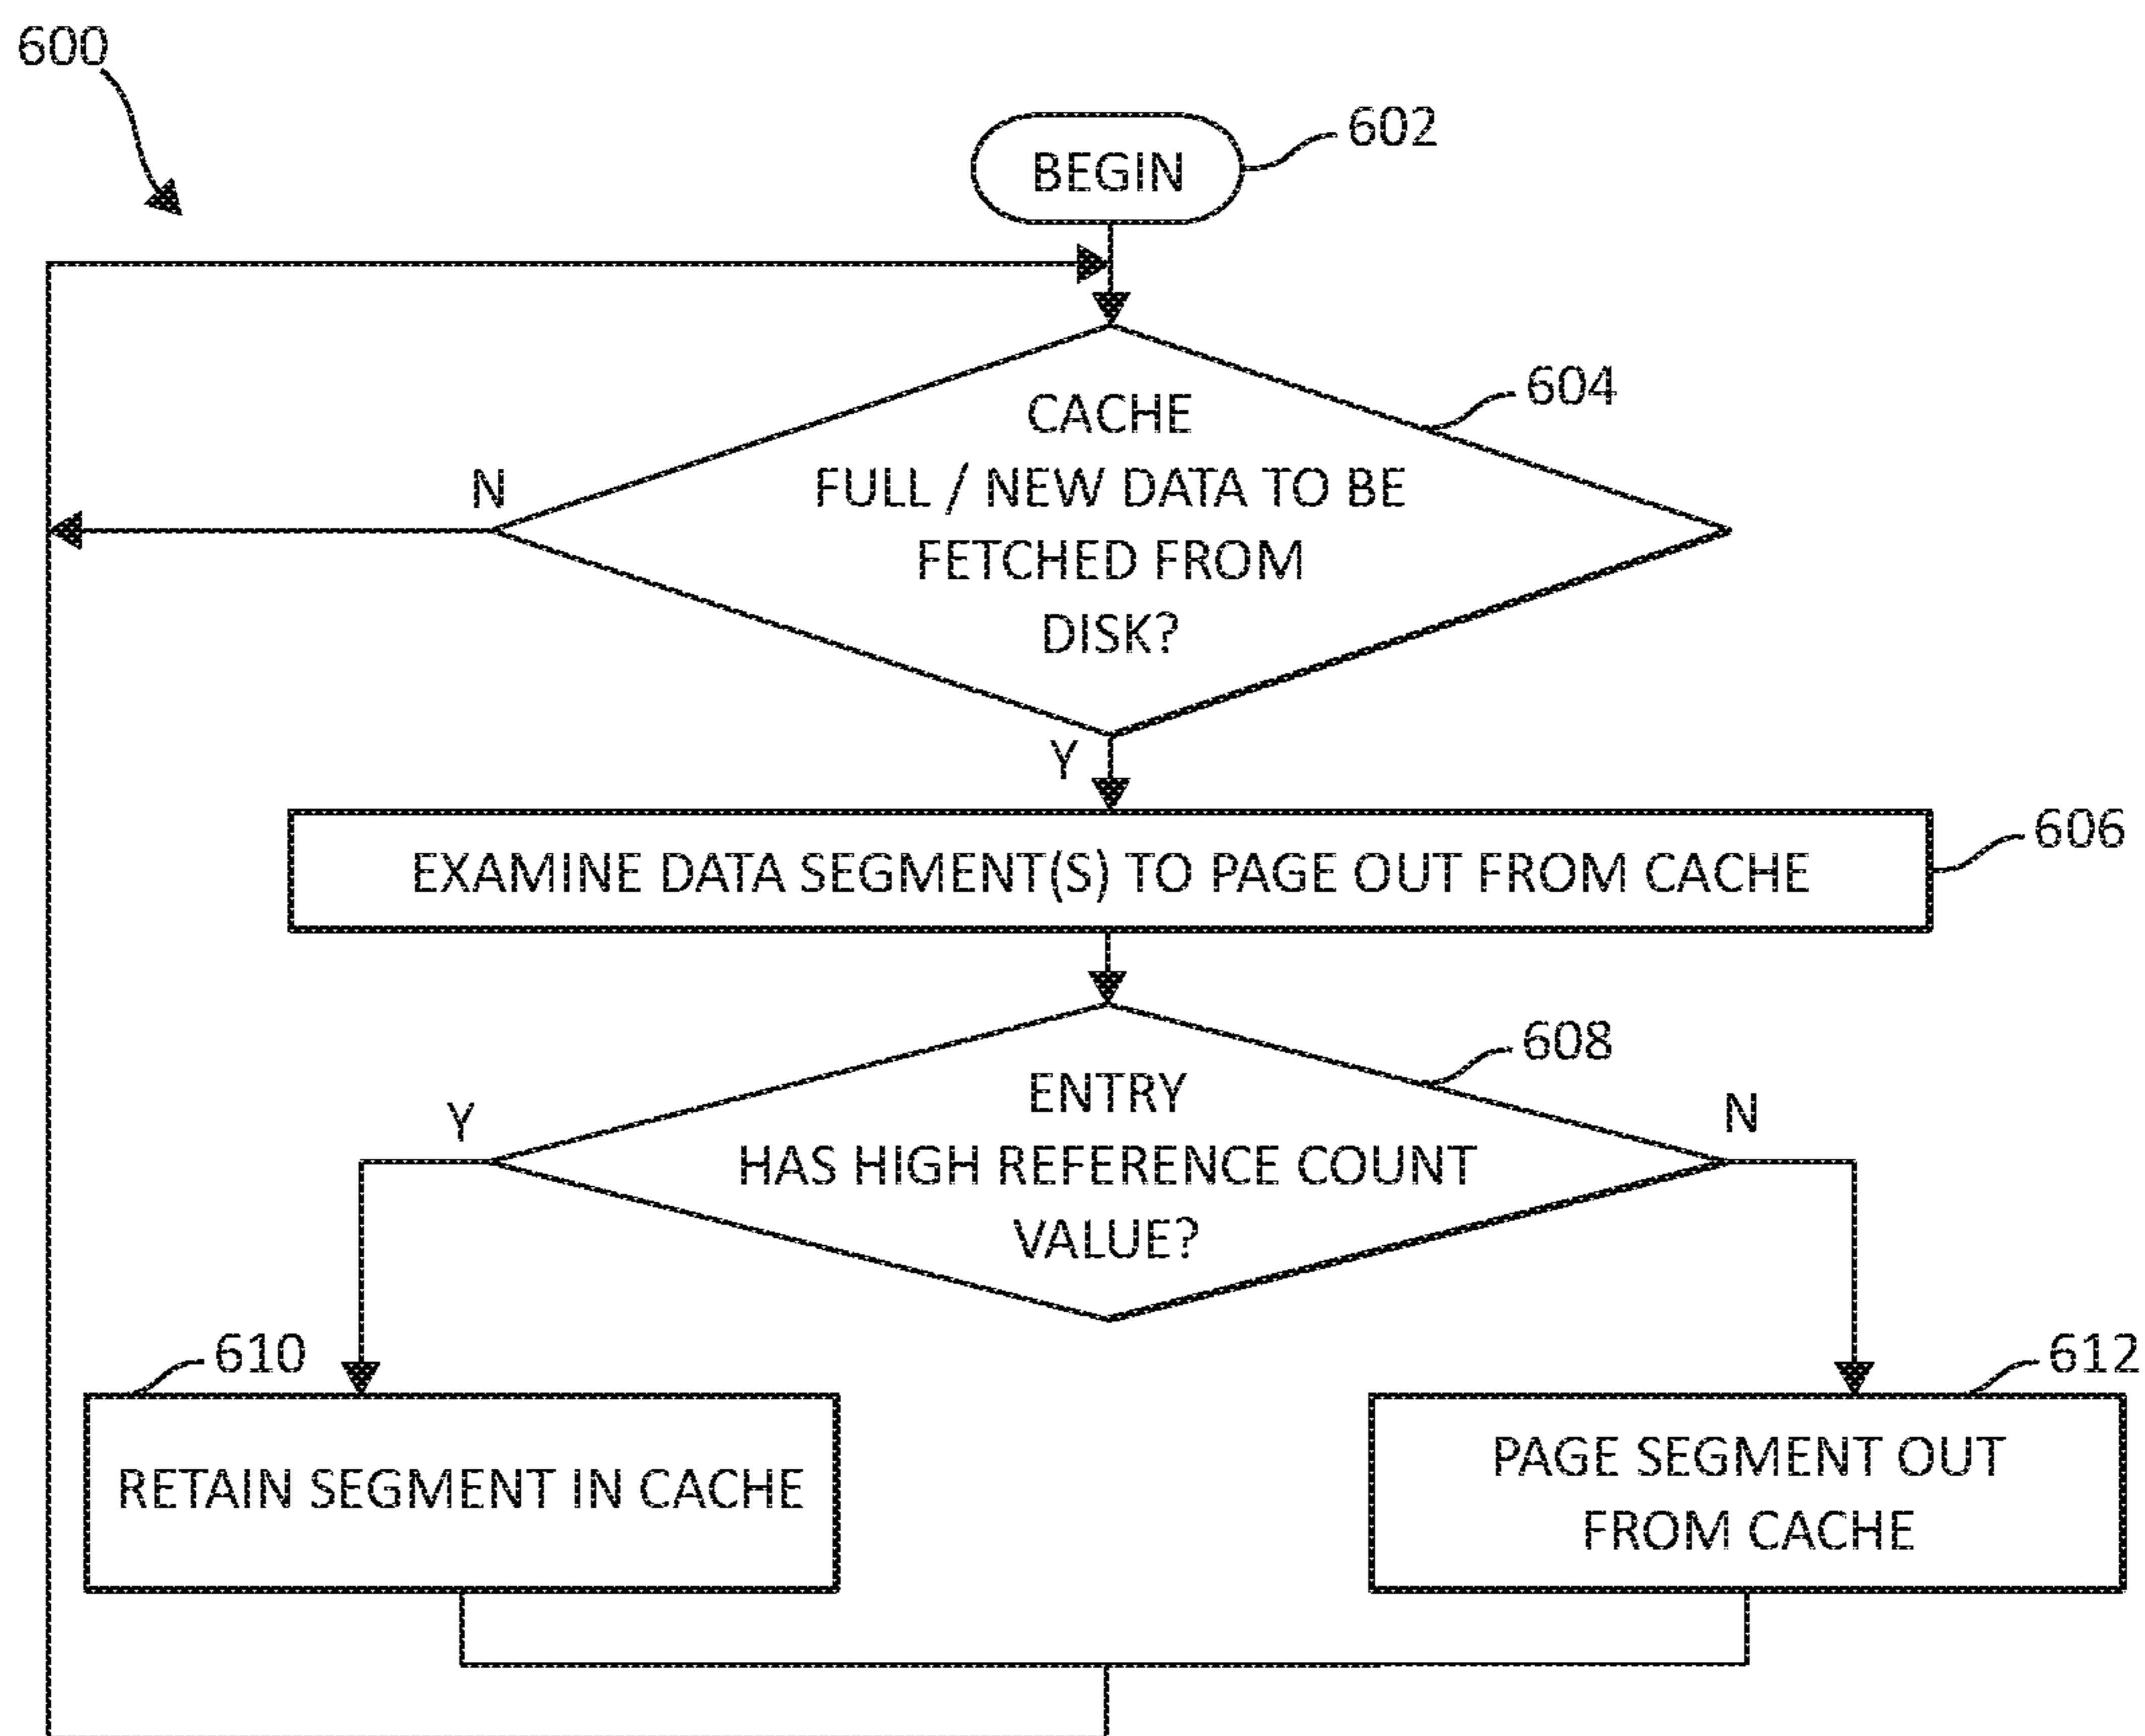 600
BEGIN
602
604
CACHE
FULL / NEW DATA TO BE
FETCHED FROM
DISK?
N
Y
EXAMINE DATA SEGMENT(S) TO PAGE OUT FROM CACHE
606
608
ENTRY
HAS HIGH REFERENCE COUNT
VALUE?
Y
N
610
RETAIN SEGMENT IN CACHE
612
PAGE SEGMENT OUT
FROM CACHE